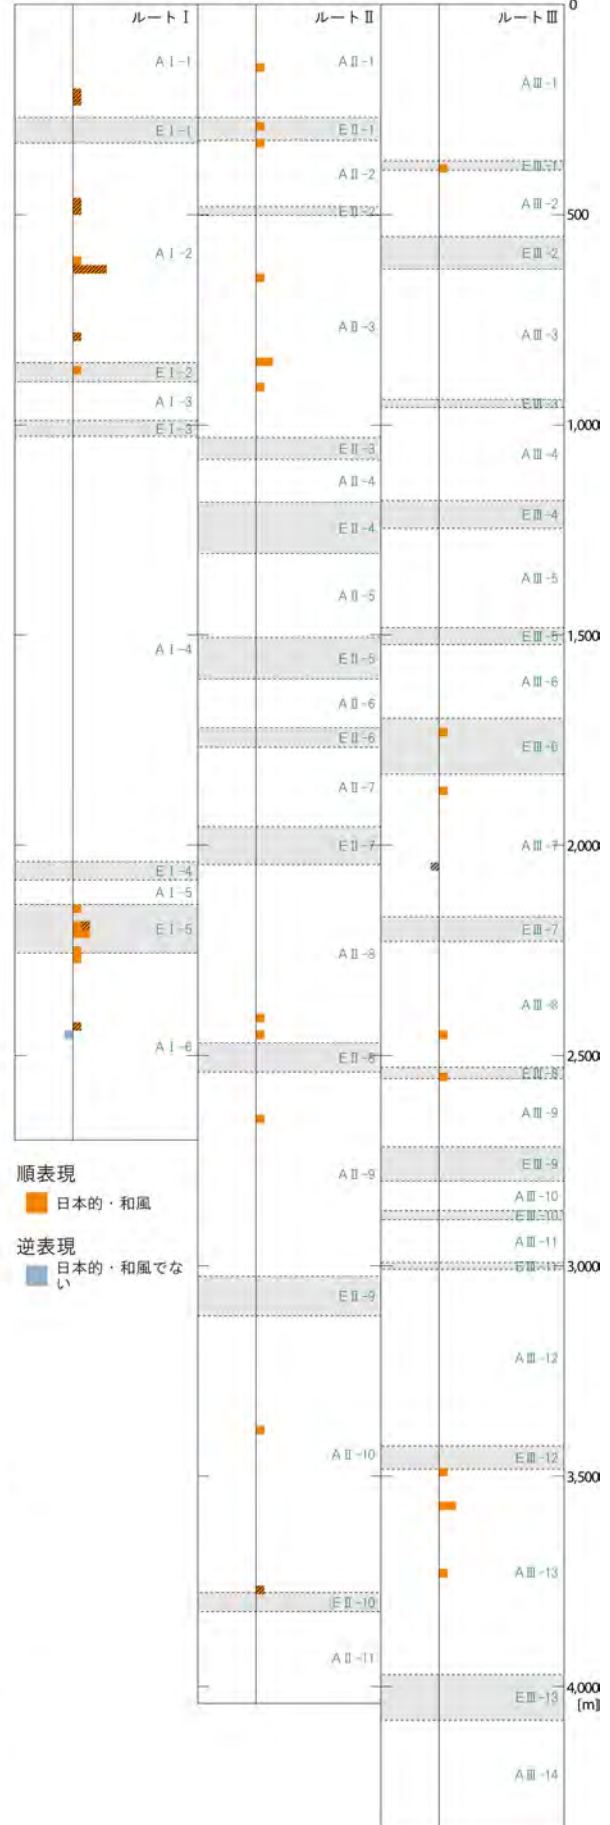 ルートⅠ
AⅠ-1
EⅠ-1
AⅠ-2
EⅠ-2
AⅠ-3
EⅠ-3
AⅠ-4
EⅠ-4
AⅠ-5
EⅠ-5
AⅠ-6
ルートⅡ
AⅡ-1
EⅡ-1
AⅡ-2
EⅡ-2
AⅡ-3
EⅡ-3
AⅡ-4
EⅡ-4
AⅡ-5
EⅡ-5
AⅡ-6
EⅡ-6
AⅡ-7
EⅡ-7
AⅡ-8
EⅡ-8
AⅡ-9
EⅡ-9
AⅡ-10
EⅡ-10
AⅡ-11
ルートⅢ
AⅢ-1
EⅢ-1
AⅢ-2
EⅢ-2
AⅢ-3
EⅢ-3
AⅢ-4
EⅢ-4
AⅢ-5
EⅢ-5
AⅢ-6
EⅢ-6
AⅢ-7
EⅢ-7
AⅢ-8
EⅢ-8
AⅢ-9
EⅢ-9
AⅢ-10
EⅢ-10
AⅢ-11
EⅢ-11
AⅢ-12
EⅢ-12
AⅢ-13
EⅢ-13
AⅢ-14
0
500
1,000
1,500
2,000
2,500
3,000
3,500
4,000
[m]
順表現
日本的・和風
逆表現
日本的・和風でな
い